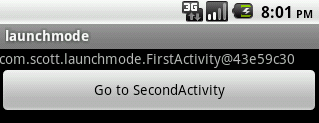 3G 8:01 PM
launchmode
com.scott.launchmode.FirstActivity@43e59c30
Go to SecondActivity